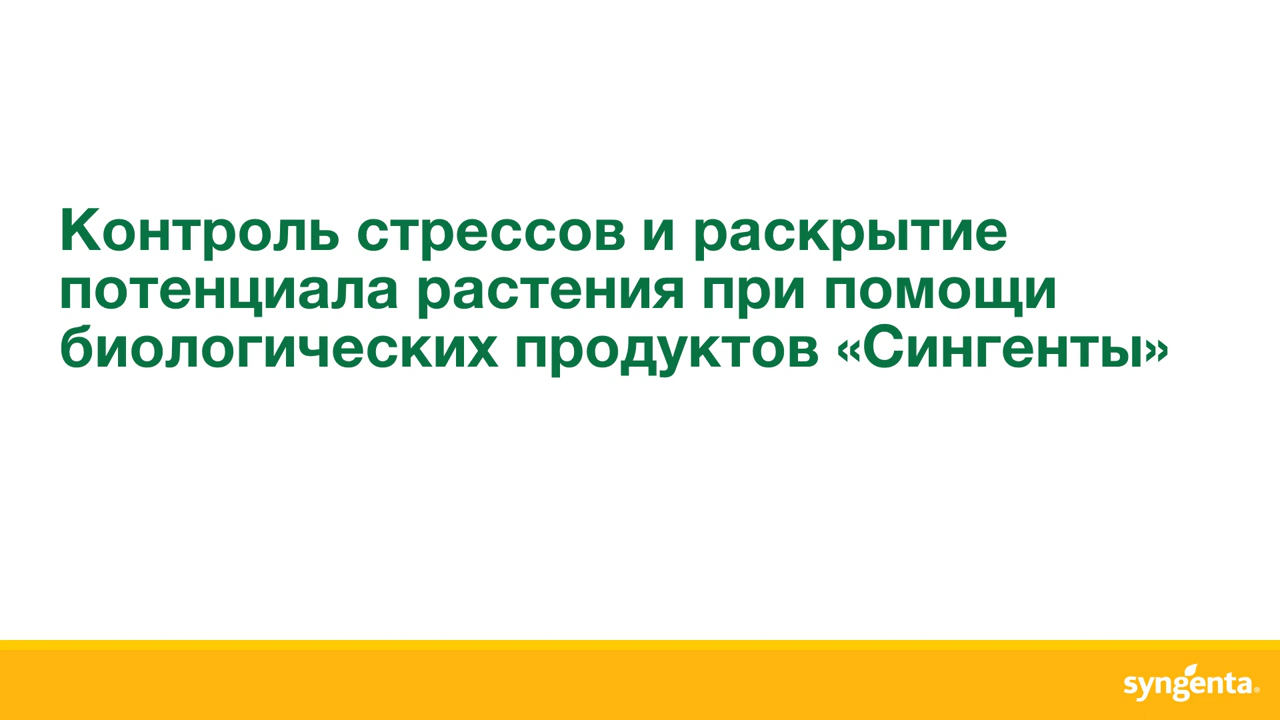 Контроль стрессов и раскрытие
потенциала растения при помощи
биологических продуктов «Сингенты»
syngenta®